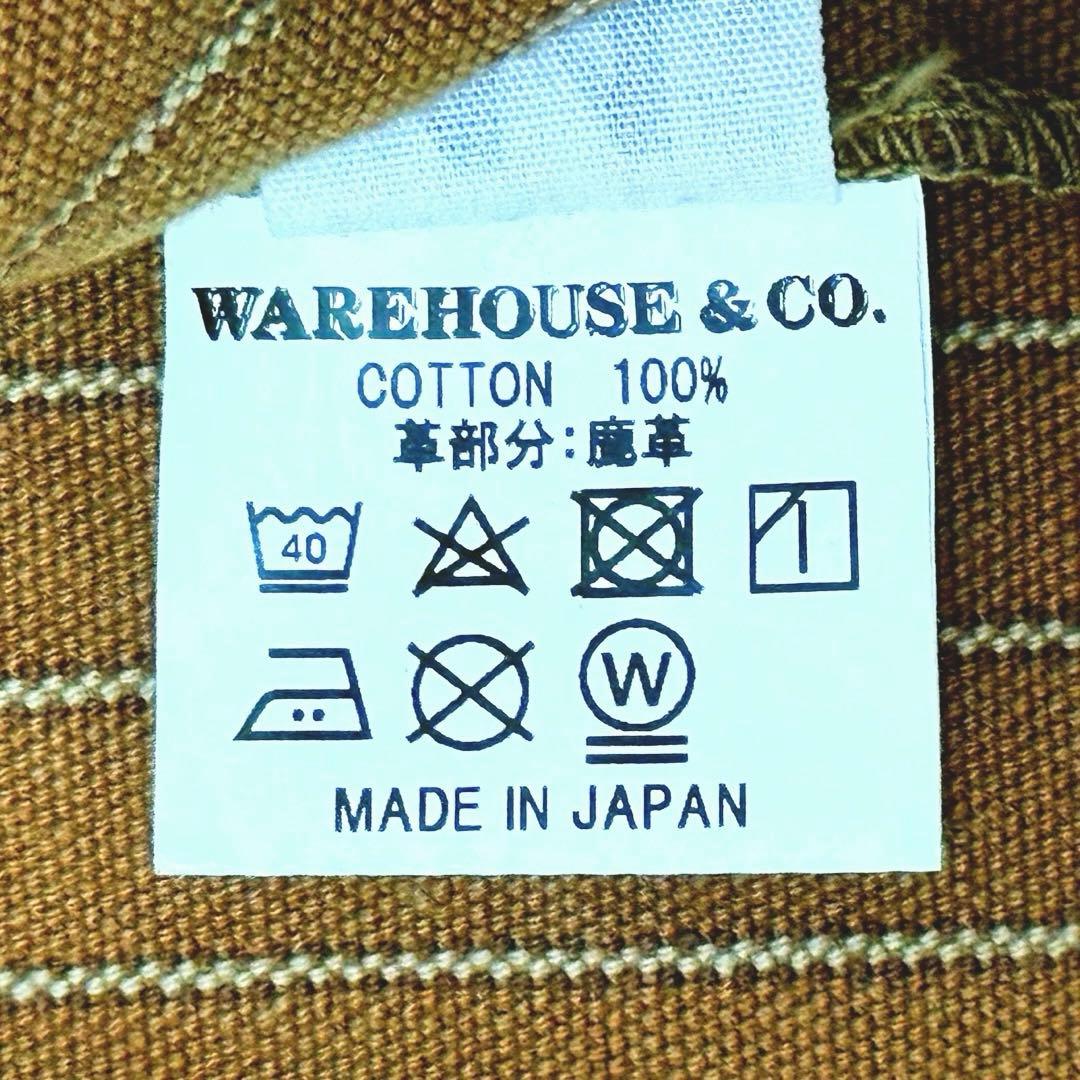 WAREHOUSE & CO.
COTTON 100%
革部分:鹿革
40
W
MADE IN JAPAN